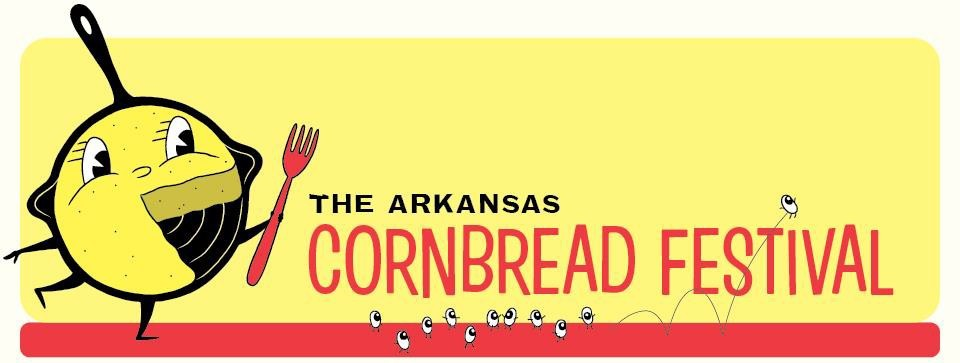 THE ARKANSAS
CORNBREAD FESTIVAL